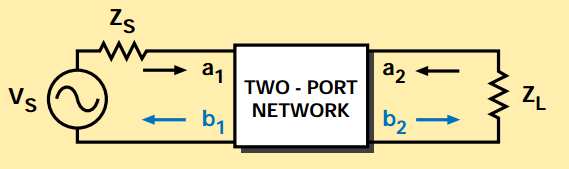 ZS
VS
a1
b1
TWO - PORT
NETWORK
a2
b2
ZL